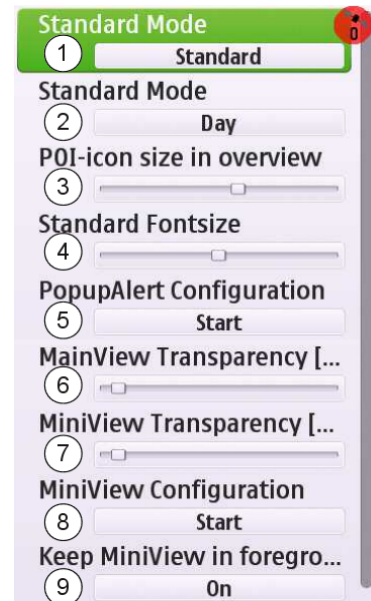 Standard Mode
0
1 Standard
Standard Mode
2 Day
POI-icon size in overview
3
Standard Fontsize
4
PopupAlert Configuration
5 Start
MainView Transparency [...
6
MiniView Transparency [...
7
MiniView Configuration
8 Start
Keep MiniView in foregro...
9 On